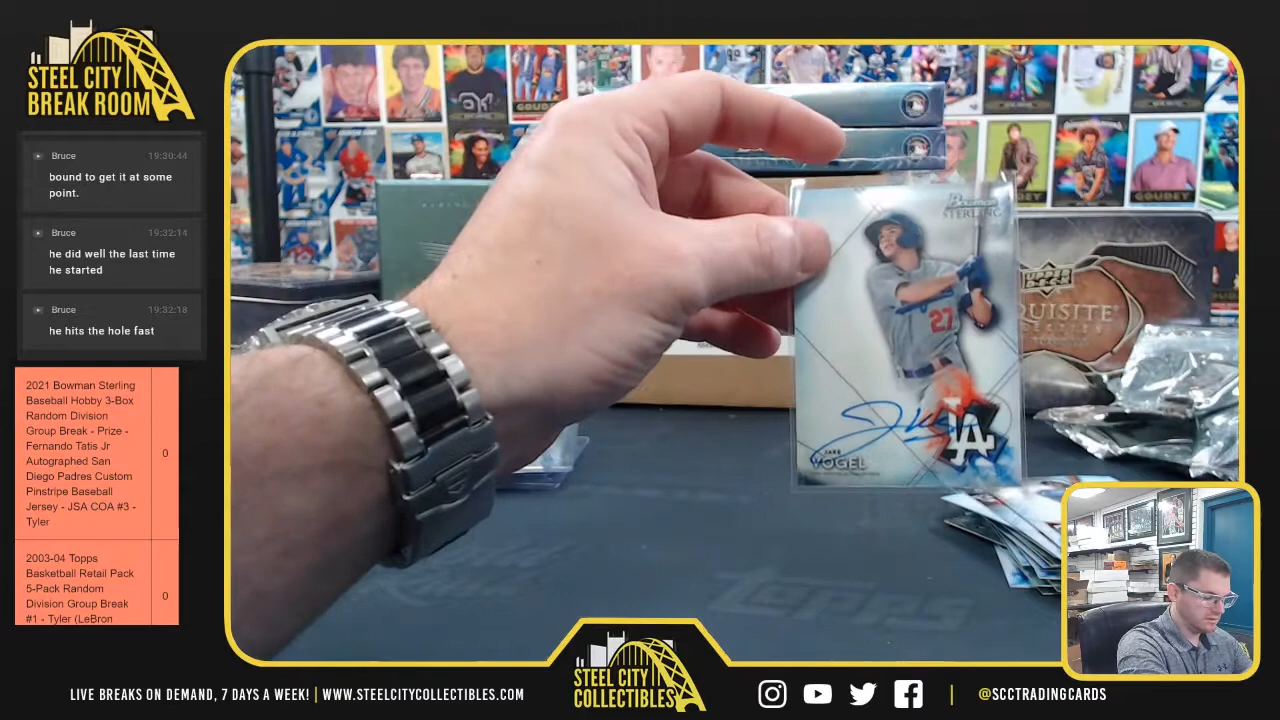 STEEL CITY
BREAK ROOM
Bruce 19:30:44
bound to get it at some
point.
Bruce 19:32:14
he did well the last time
he started
Bruce 19:32:18
he hits the hole fast
2021 Bowman Sterling
Baseball Hobby 3-Box
Random Division
Group Break - Prize -
Fernando Tatis Jr
Autographed San
Diego Padres Custom
Pinstripe Baseball
Jersey - JSA COA #3 -
Tyler
0
2003-04 Topps
Basketball Retail Pack
5-Pack Random
Division Group Break
#1 - Tyler (LeBron
0
GOUDEY
GOUDEY
Bowman
STERLING
27
LA
JAKE
VOGEL
UPPER
DECK
QUISITE
topps
STEEL CITY
COLLECTIBLES
LIVE BREAKS ON DEMAND, 7 DAYS A WEEK! | WWW.STEELCITYCOLLECTIBLES.COM
| @SCCTRADINGCARDS